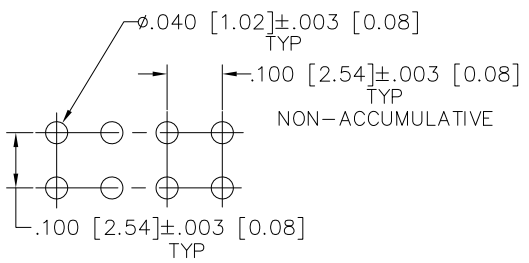 ⌀.040 [1.02]±.003 [0.08]
TYP
.100 [2.54]±.003 [0.08]
TYP
NON-ACCUMULATIVE
.100 [2.54]±.003 [0.08]
TYP